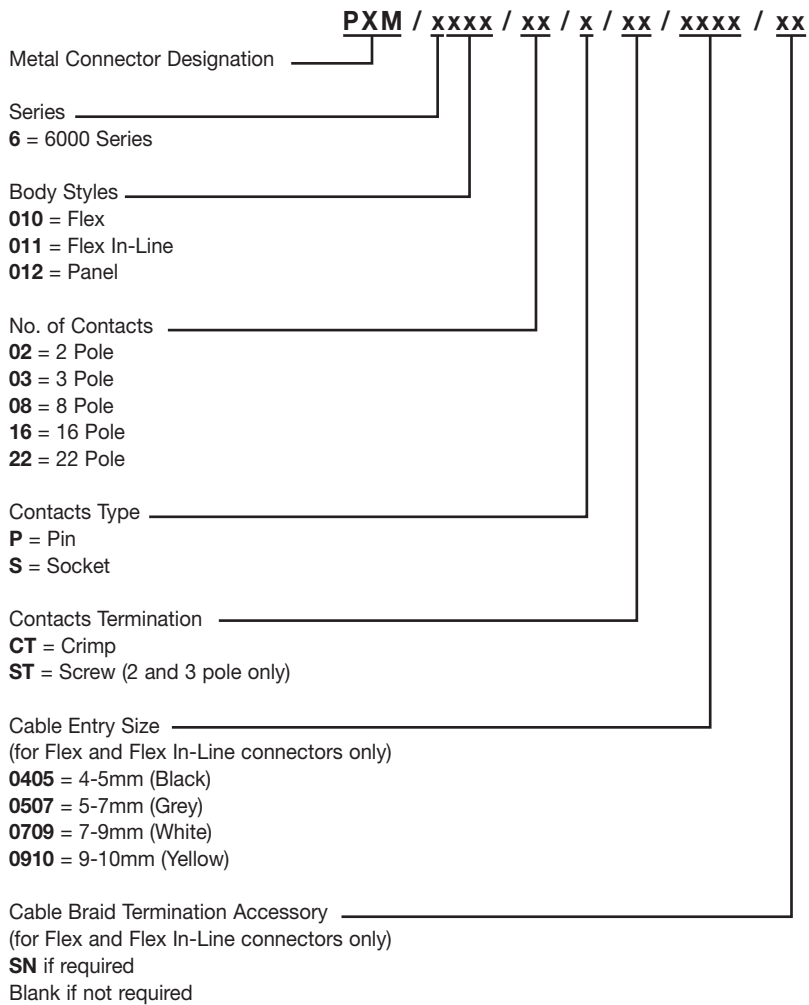 PXM / xxxx / xx / x / xx / xxxx / xx
Metal Connector Designation
Series
6 = 6000 Series
Body Styles
010 = Flex
011 = Flex In-Line
012 = Panel
No. of Contacts
02 = 2 Pole
03 = 3 Pole
08 = 8 Pole
16 = 16 Pole
22 = 22 Pole
Contacts Type
P = Pin
S = Socket
Contacts Termination
CT = Crimp
ST = Screw (2 and 3 pole only)
Cable Entry Size
(for Flex and Flex In-Line connectors only)
0405 = 4-5mm (Black)
0507 = 5-7mm (Grey)
0709 = 7-9mm (White)
0910 = 9-10mm (Yellow)
Cable Braid Termination Accessory
(for Flex and Flex In-Line connectors only)
SN if required
Blank if not required